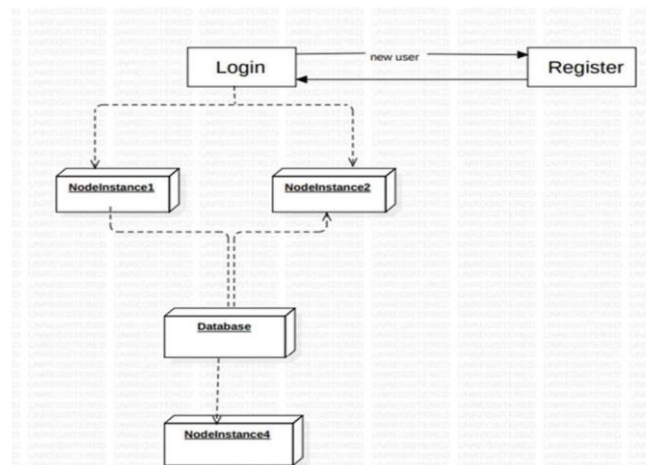 Login
new user
Register
NodeInstance1
NodeInstance2
Database
NodeInstance4